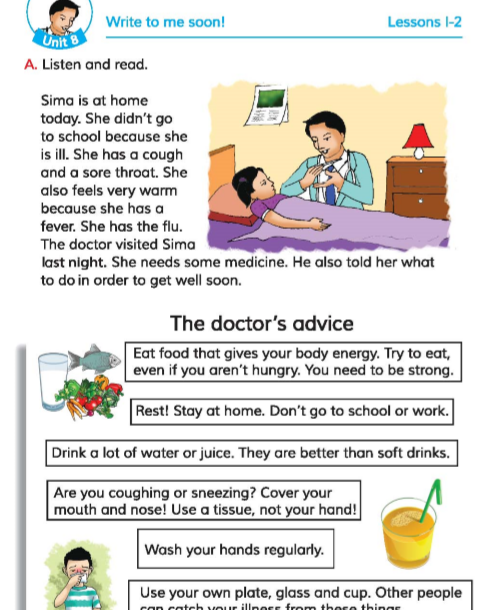 Write to me soon!
Lessons 1-2
Unit 8
A. Listen and read.
Sima is at home
today. She didn't go
to school because she
is ill. She has a cough
and a sore throat. She
also feels very warm
because she has a
fever. She has the flu.
The doctor visited Sima
last night. She needs some medicine. He also told her what
to do in order to get well soon.
The doctor's advice
Eat food that gives your body energy. Try to eat,
even if you aren't hungry. You need to be strong.
Rest! Stay at home. Don't go to school or work.
Drink a lot of water or juice. They are better than soft drinks.
Are you coughing or sneezing? Cover your
mouth and nose! Use a tissue, not your hand!
Wash your hands regularly.
Use your own plate, glass and cup. Other people
can catch your illness from these things.